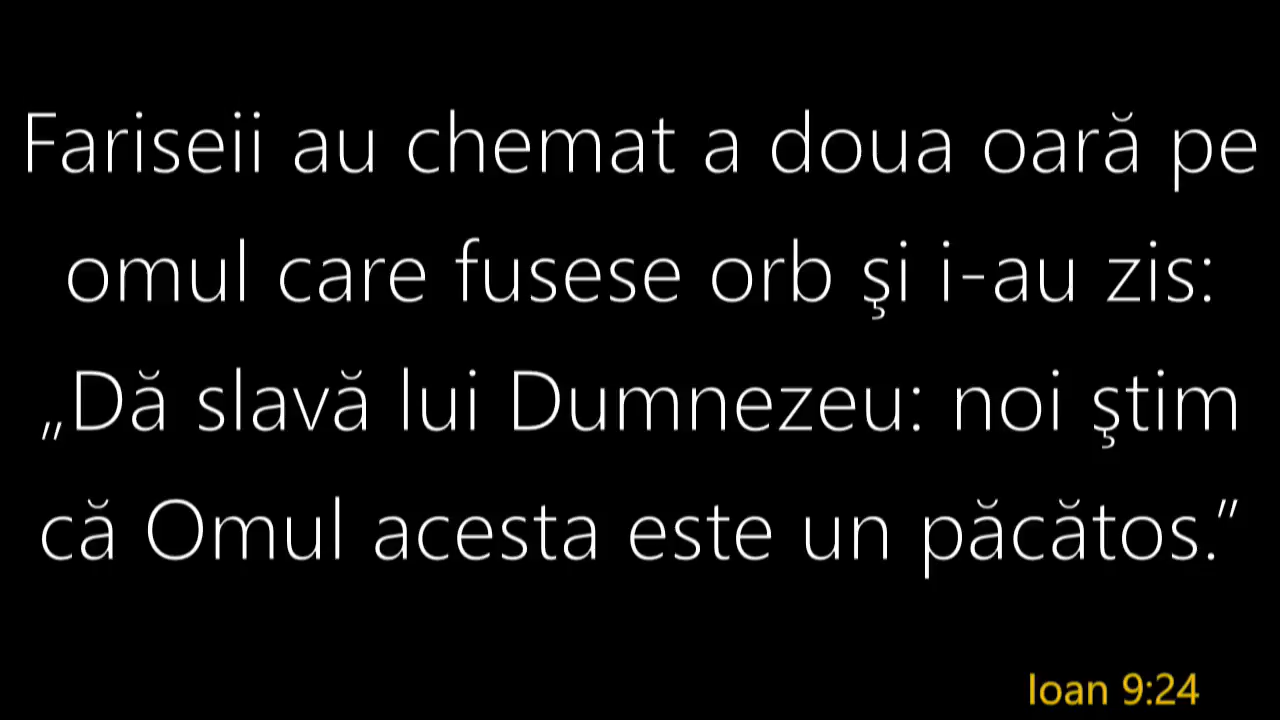 Fariseii au chemat a doua oară pe
omul care fusese orb şi i-au zis:
„Dă slavă lui Dumnezeu: noi ştim
că Omul acesta este un păcătos.”
Ioan 9:24